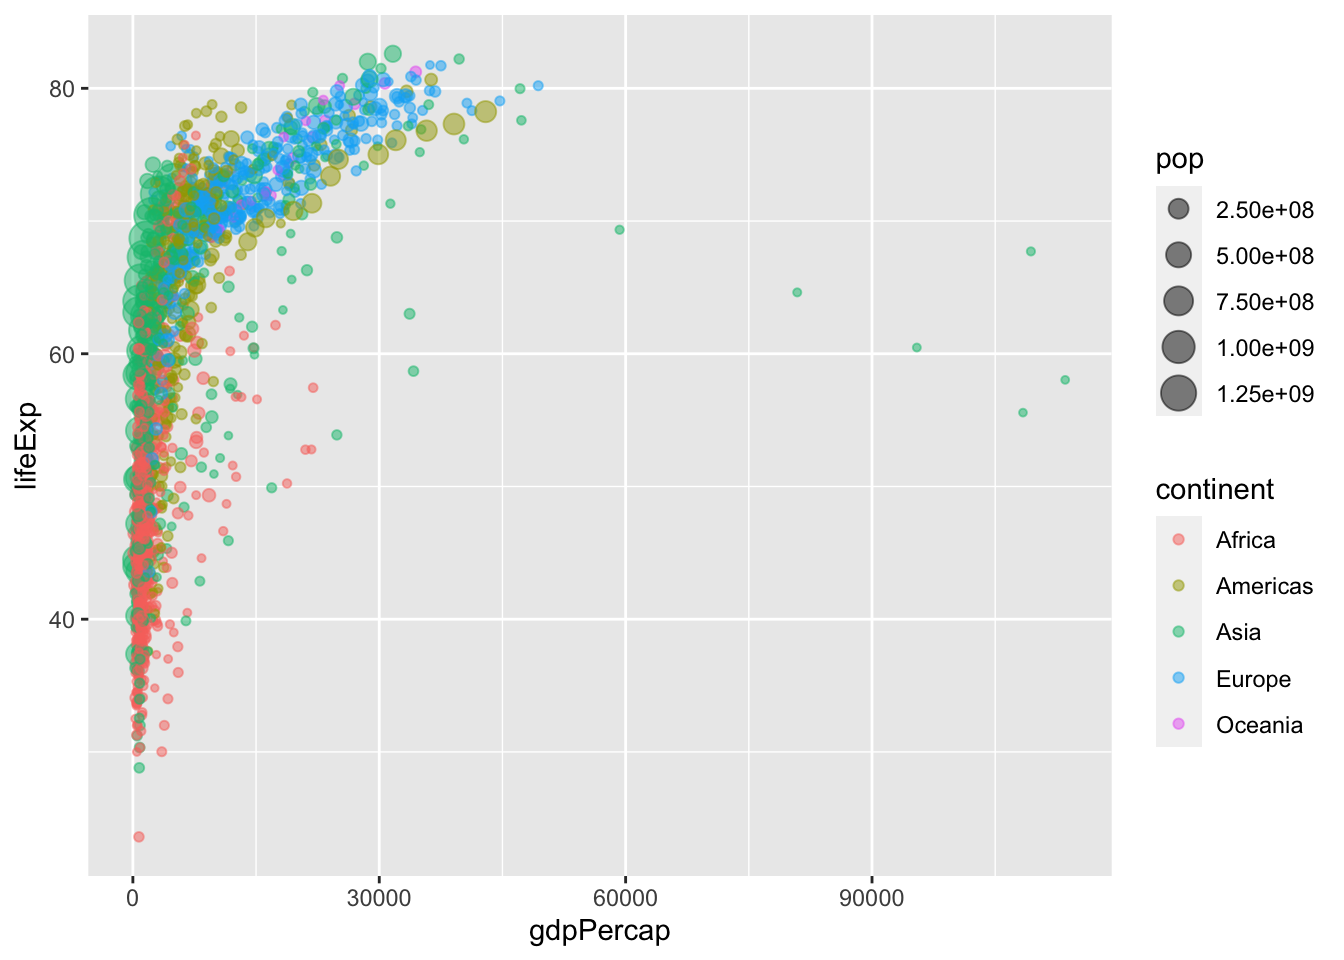 80
60
40
lifeExp
0 30000 60000 90000
gdpPercap
pop
2.50e+08
5.00e+08
7.50e+08
1.00e+09
1.25e+09
continent
Africa
Americas
Asia
Europe
Oceania